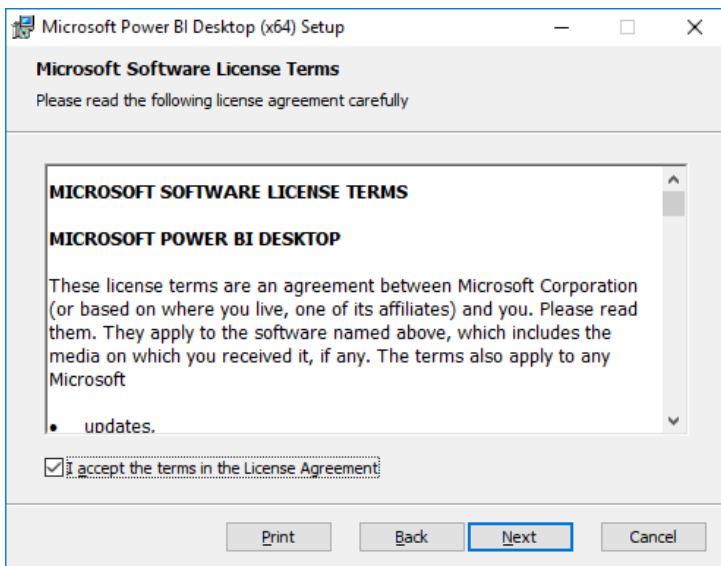 Microsoft Power BI Desktop (x64) Setup
Microsoft Software License Terms
Please read the following license agreement carefully
MICROSOFT SOFTWARE LICENSE TERMS
MICROSOFT POWER BI DESKTOP
These license terms are an agreement between Microsoft Corporation
(or based on where you live, one of its affiliates) and you. Please read
them. They apply to the software named above, which includes the
media on which you received it, if any. The terms also apply to any
Microsoft
• updates,
I accept the terms in the License Agreement
Print Back Next Cancel